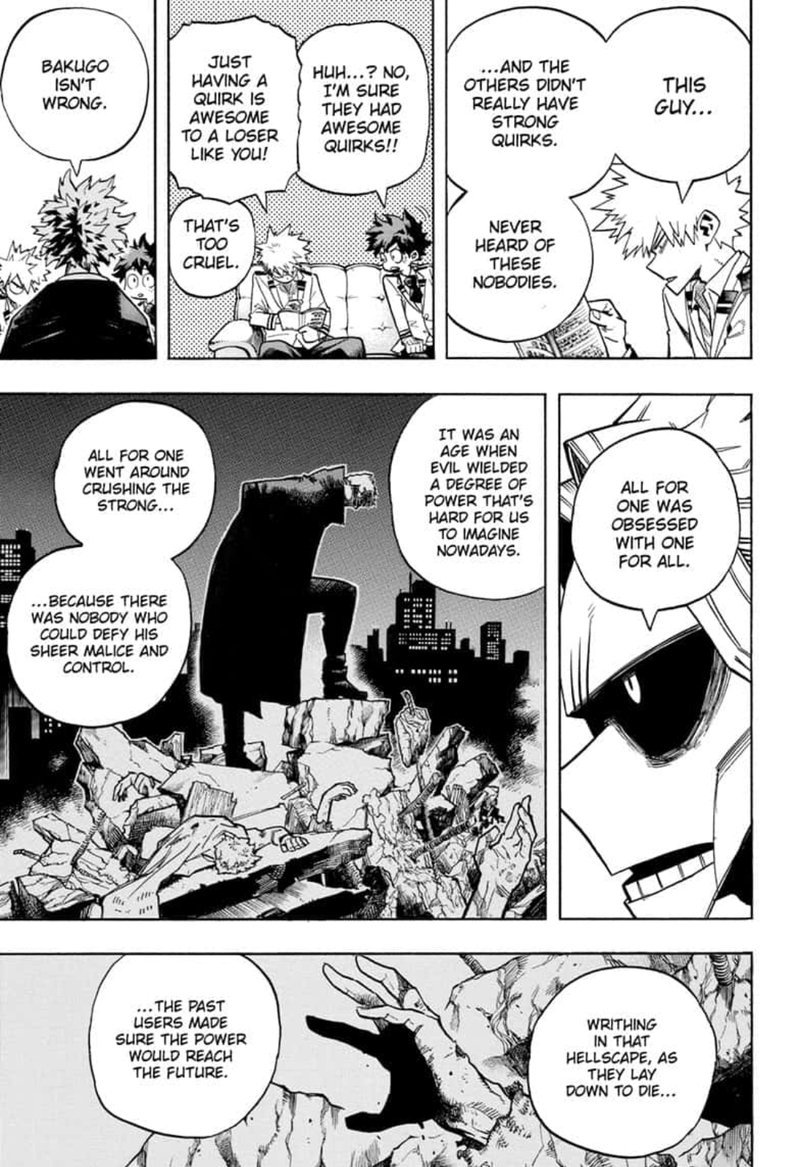 THIS
GUY...
...AND THE
OTHERS DIDN'T
REALLY HAVE
STRONG
QUIRKS.
NEVER
HEARD OF
THESE
NOBODIES.
HUH...? NO,
I'M SURE
THEY HAD
AWESOME
QUIRKS!!
JUST
HAVING A
QUIRK IS
AWESOME
TO A LOSER
LIKE YOU!
THAT'S
TOO
CRUEL.
BAKUGO
ISN'T
WRONG.
ALL FOR
ONE WAS
OBSESSED
WITH ONE
FOR ALL.
IT WAS AN
AGE WHEN
EVIL WIELDED
A DEGREE OF
POWER THAT'S
HARD FOR US
TO IMAGINE
NOWADAYS.
ALL FOR ONE
WENT AROUND
CRUSHING THE
STRONG...
...BECAUSE THERE
WAS NOBODY WHO
COULD DEFY HIS
SHEER MALICE AND
CONTROL.
WRITHING
IN THAT
HELLSCAPE, AS
THEY LAY
DOWN TO DIE...
...THE PAST
USERS MADE
SURE THE POWER
WOULD REACH
THE FUTURE.